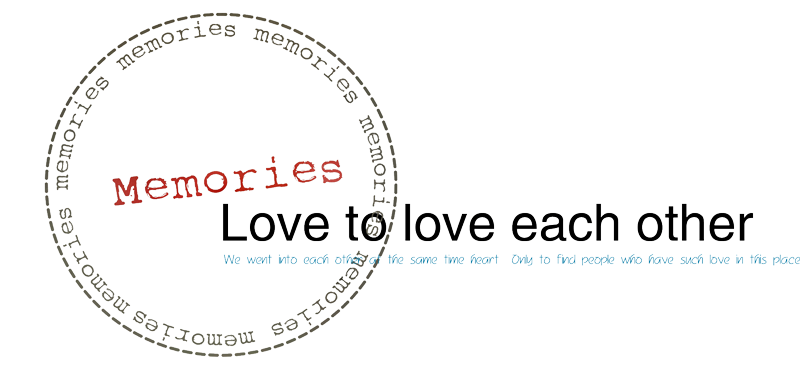 memories memories memories memories memories memories memories
Memories
Love to love each other
We went into each other at the same time heart Only to find people who have such love in this place